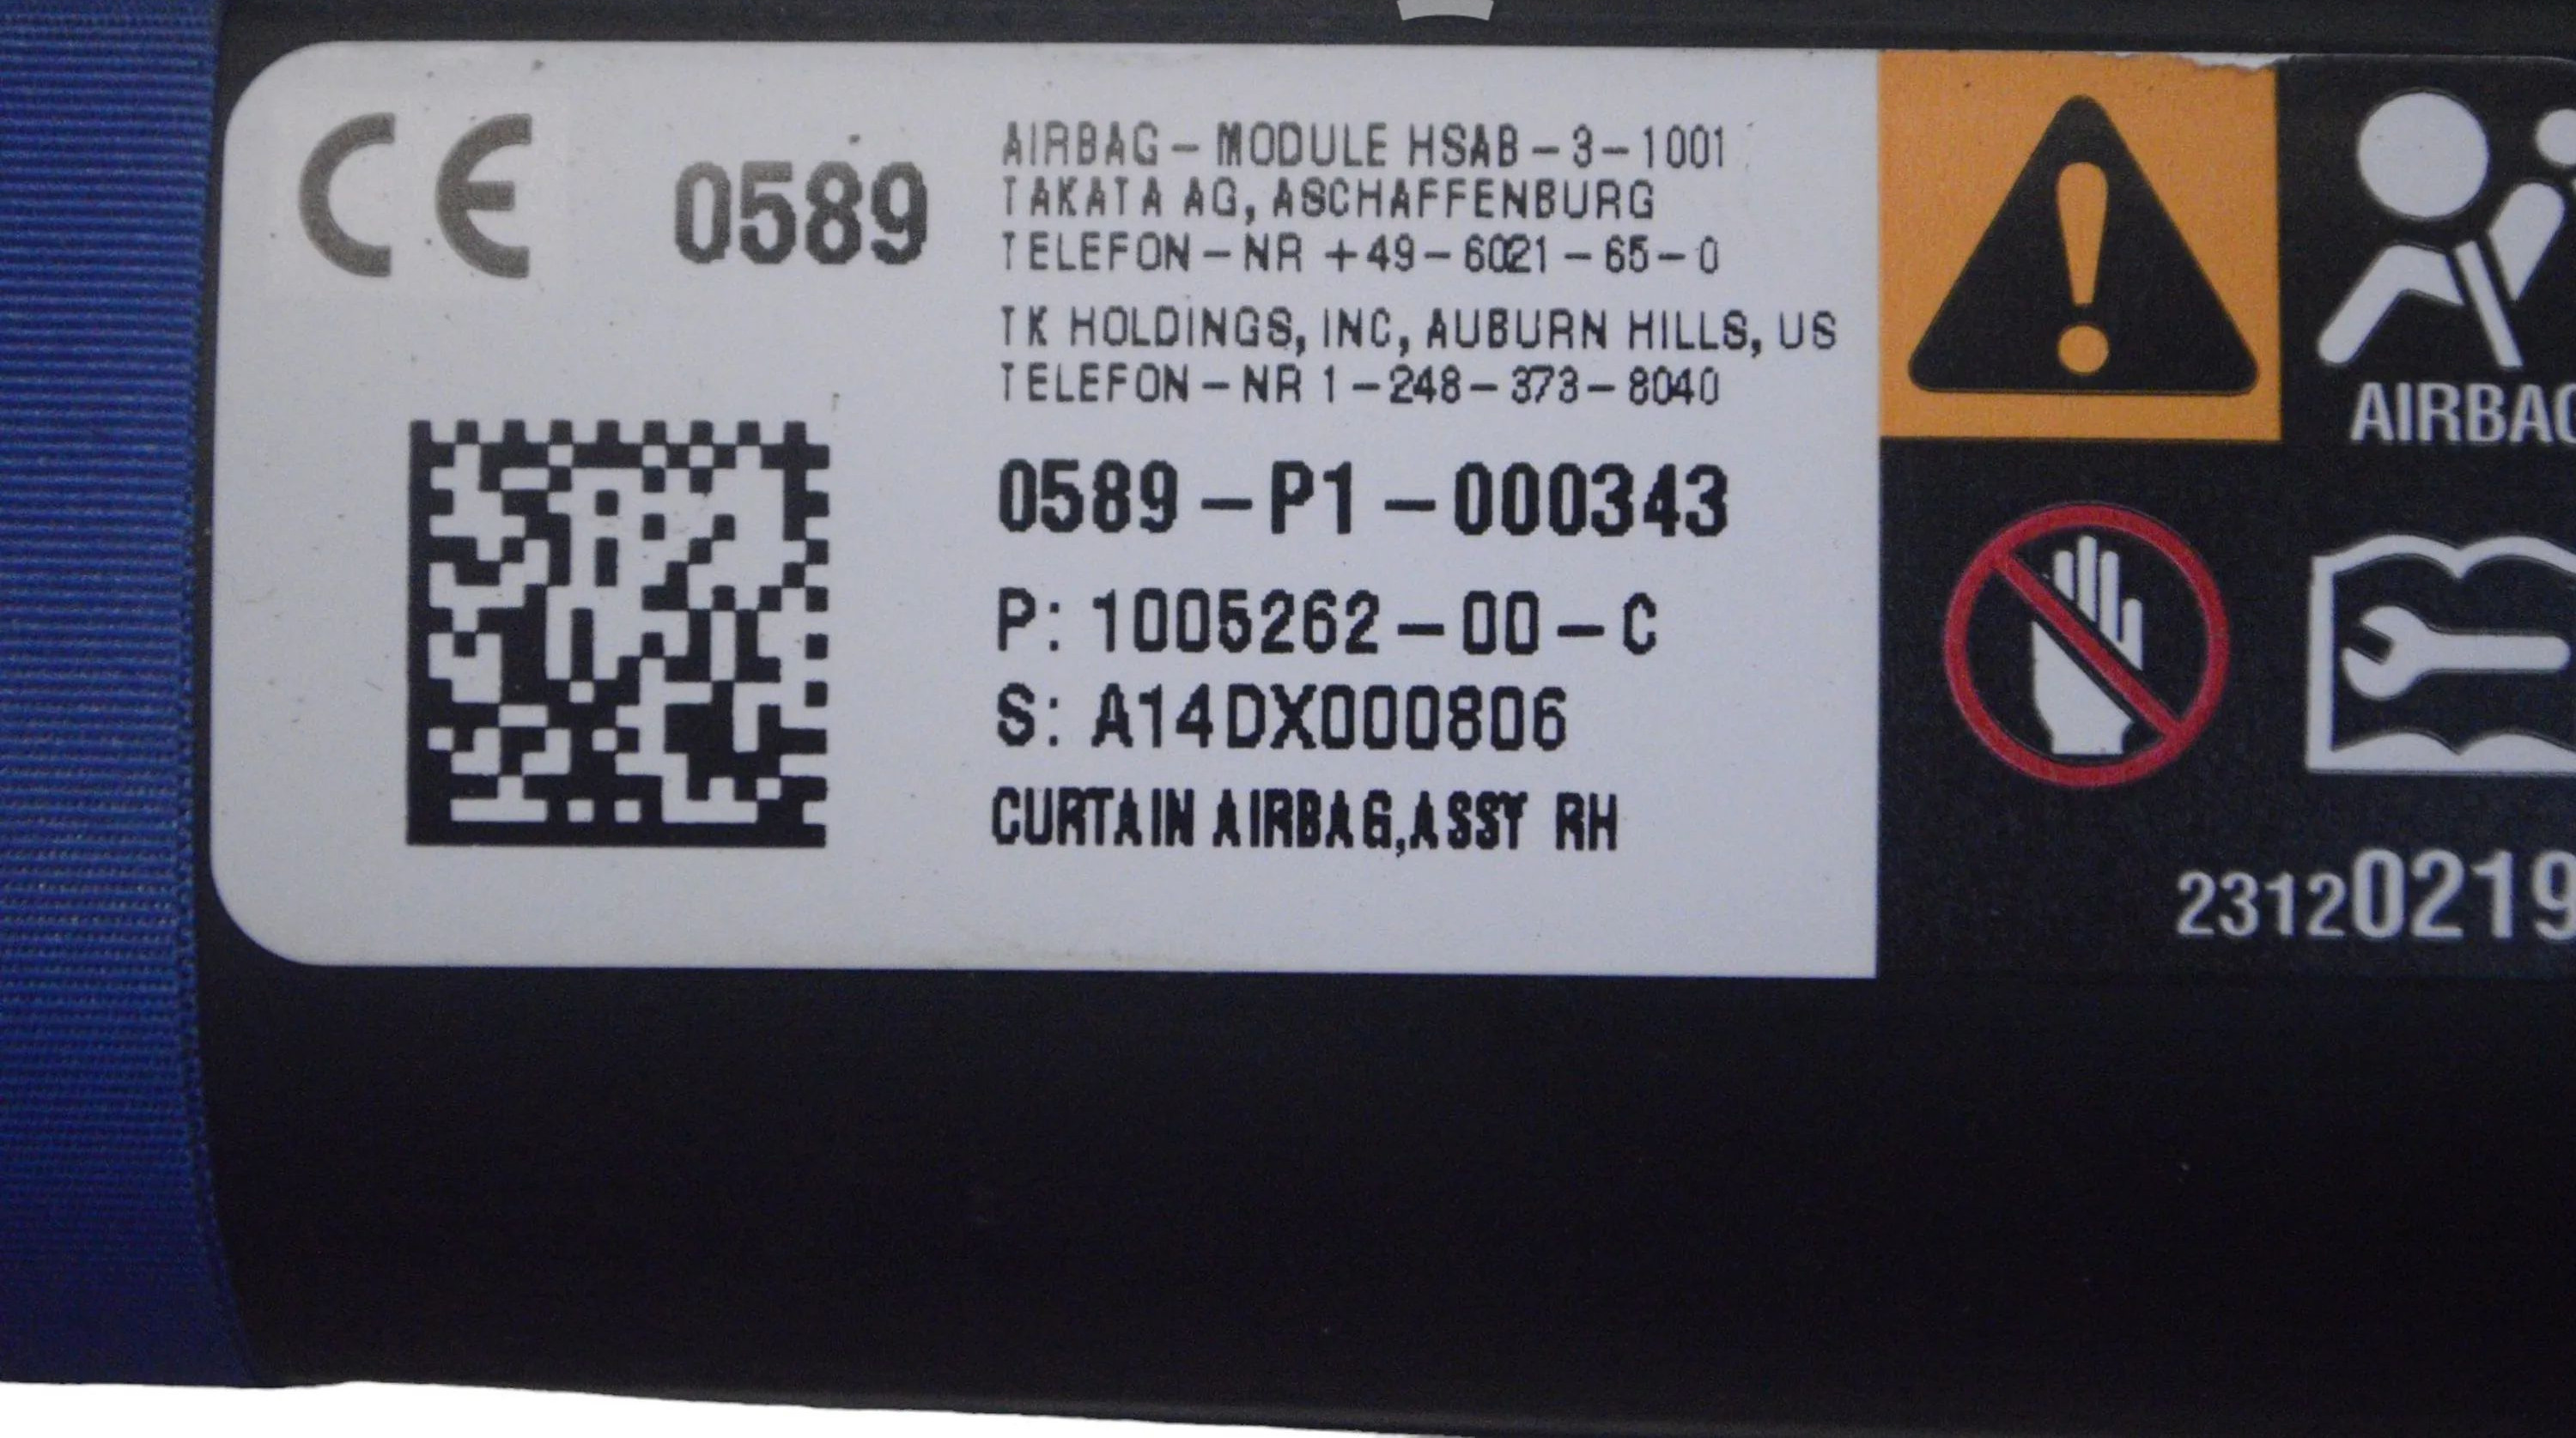 CE 0589
AIRBAG-MODULE HSAB-3-1001
TAKATA AG, ASCHAFFENBURG
TELEFON-NR +49-6021-65-0
TK HOLDINGS, INC, AUBURN HILLS, US
TELEFON-NR 1-248-373-8040
0589-P1-000343
P: 1005262-00-C
S: A14DX000806
CURTAIN AIRBAG,ASSY RH
AIRBAG
23120219